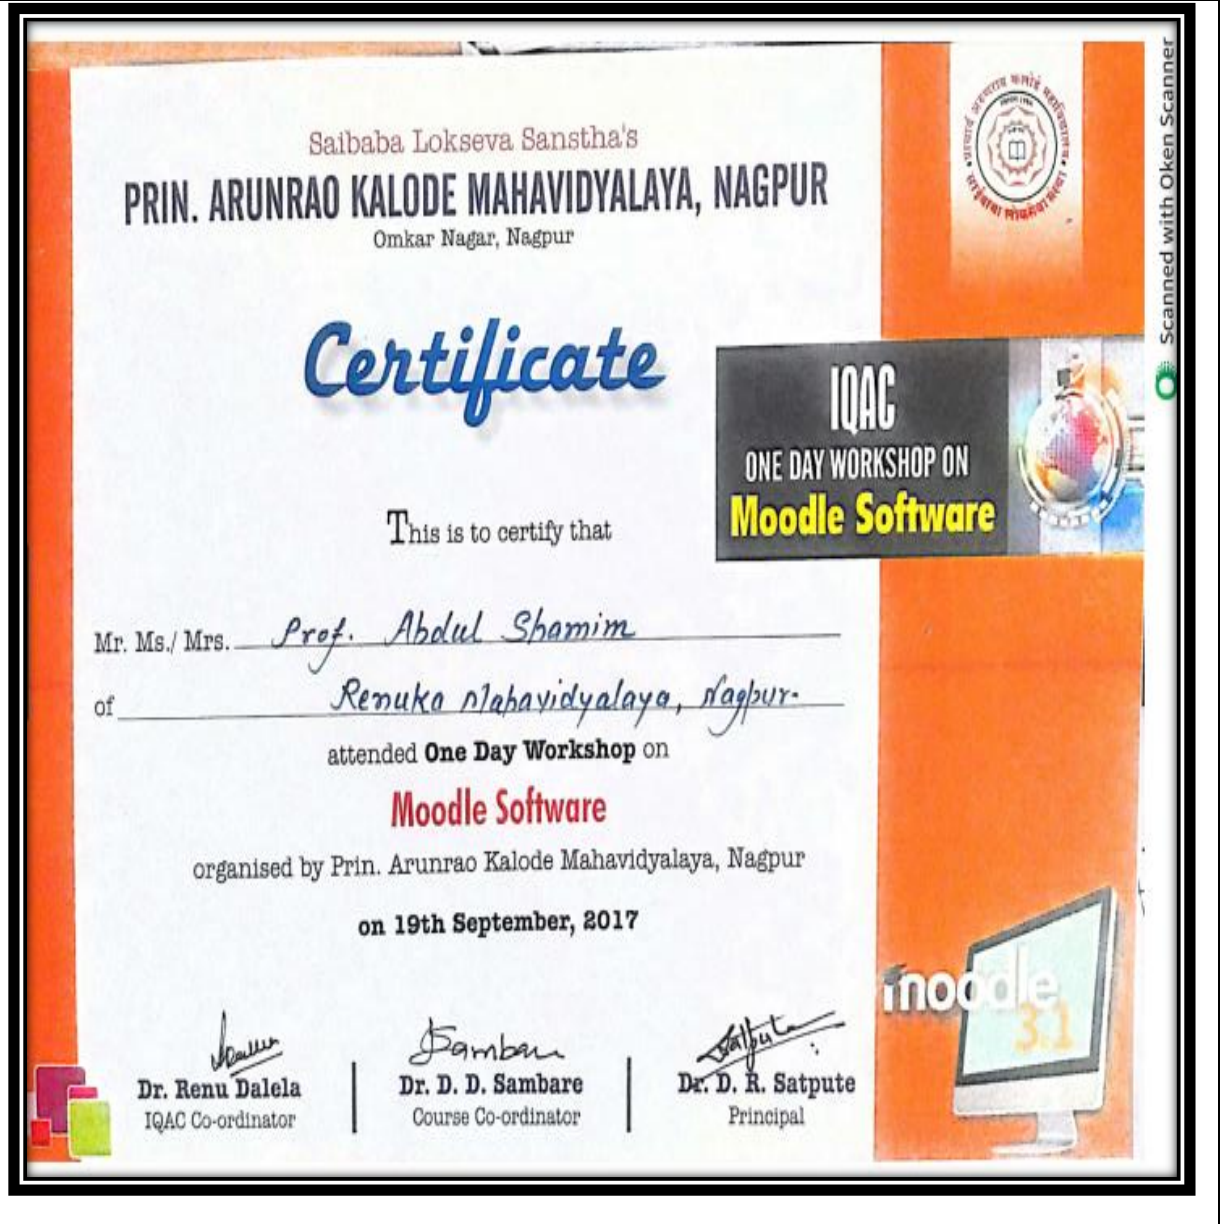 Saibaba Lokseva Sanstha's
PRIN. ARUNRAO KALODE MAHAVIDYALAYA, NAGPUR
Omkar Nagar, Nagpur
Certificate
IQAC
ONE DAY WORKSHOP ON
Moodle Software
This is to certify that
Mr. Ms./ Mrs. Prof. Abdul Shamim
of Renuka Mahavidyalaya, Nagpur.
attended One Day Workshop on
Moodle Software
organised by Prin. Arunrao Kalode Mahavidyalaya, Nagpur
on 19th September, 2017
moodle
3.1
Sambare
Satpute
Dr. Renu Dalela
IQAC Co-ordinator
Dr. D. D. Sambare
Course Co-ordinator
Dr. D. R. Satpute
Principal
Scanned with Oken Scanner